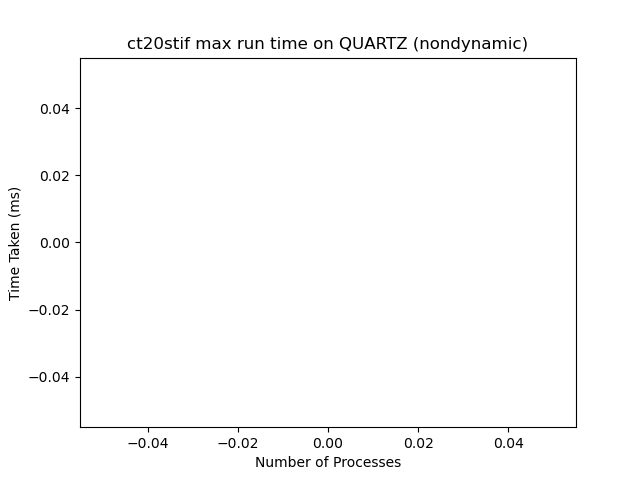 ct20stif max run time on QUARTZ (nondynamic)
0.04
0.02
0.00
−0.02
−0.04
Time Taken (ms)
−0.04 −0.02 0.00 0.02 0.04
Number of Processes